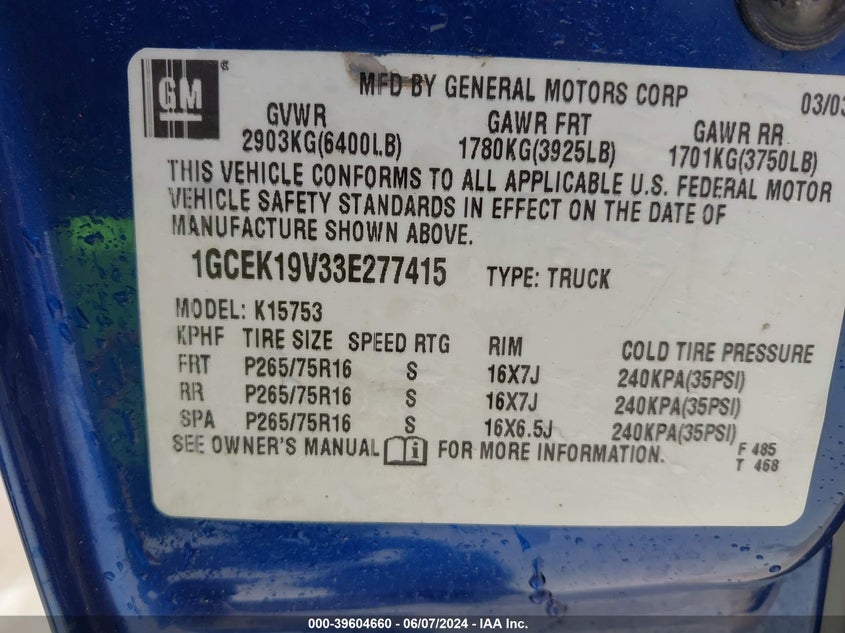 GM ®
MFD BY GENERAL MOTORS CORP 03/03
GVWR GAWR FRT GAWR RR
2903KG(6400LB) 1780KG(3925LB) 1701KG(3750LB)
THIS VEHICLE CONFORMS TO ALL APPLICABLE U.S. FEDERAL MOTOR
VEHICLE SAFETY STANDARDS IN EFFECT ON THE DATE OF
MANUFACTURE SHOWN ABOVE.
1GCEK19V33E277415 TYPE: TRUCK
MODEL: K15753
KPHF TIRE SIZE SPEED RTG RIM COLD TIRE PRESSURE
FRT P265/75R16 S 16X7J 240KPA(35PSI)
RR P265/75R16 S 16X7J 240KPA(35PSI)
SPA P265/75R16 S 16X6.5J 240KPA(35PSI)
SEE OWNER'S MANUAL i FOR MORE INFORMATION.
F 485
T 468
000-39604660 - 06/07/2024 - IAA Inc.